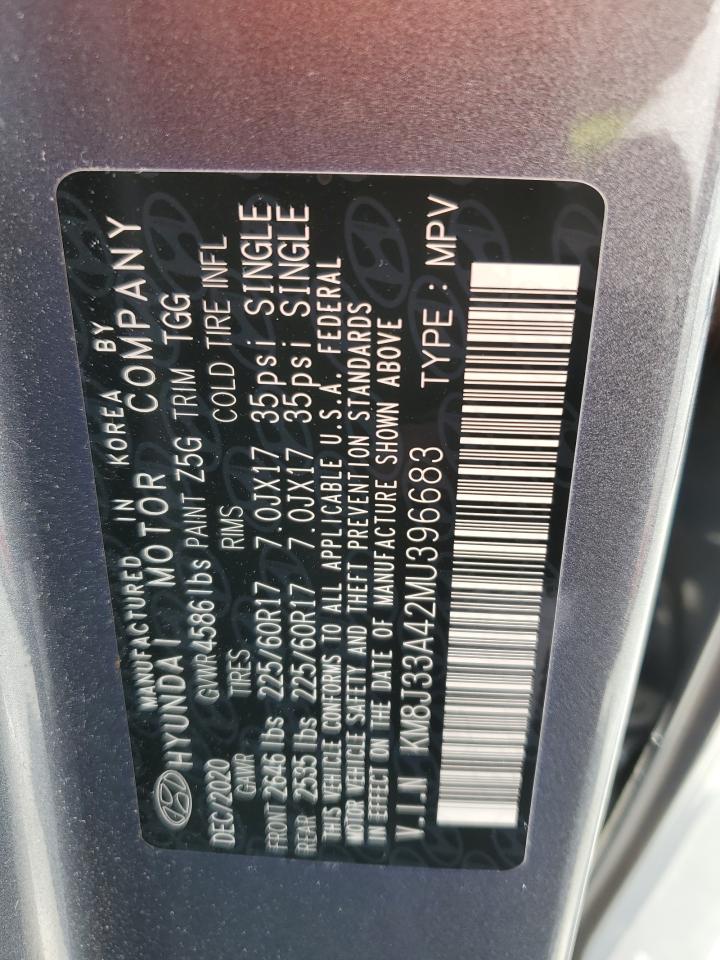 MANUFACTURED IN KOREA BY
HYUNDAI MOTOR COMPANY
DEC/2020 GVWR 4586 lbs PAINT Z5G TRIM TGG
GAWR TIRES RMS COLD TIRE INFL
FRONT 2646 lbs 225/60R17 7.0JX17 35psi SINGLE
REAR 2535 lbs 225/60R17 7.0JX17 35psi SINGLE
THIS VEHICLE CONFORMS TO ALL APPLICABLE U.S.A. FEDERAL
MOTOR VEHICLE SAFETY AND THEFT PREVENTION STANDARDS
IN EFFECT ON THE DATE OF MANUFACTURE SHOWN ABOVE
V.I.N KM8J33A42MU396683 TYPE : MPV